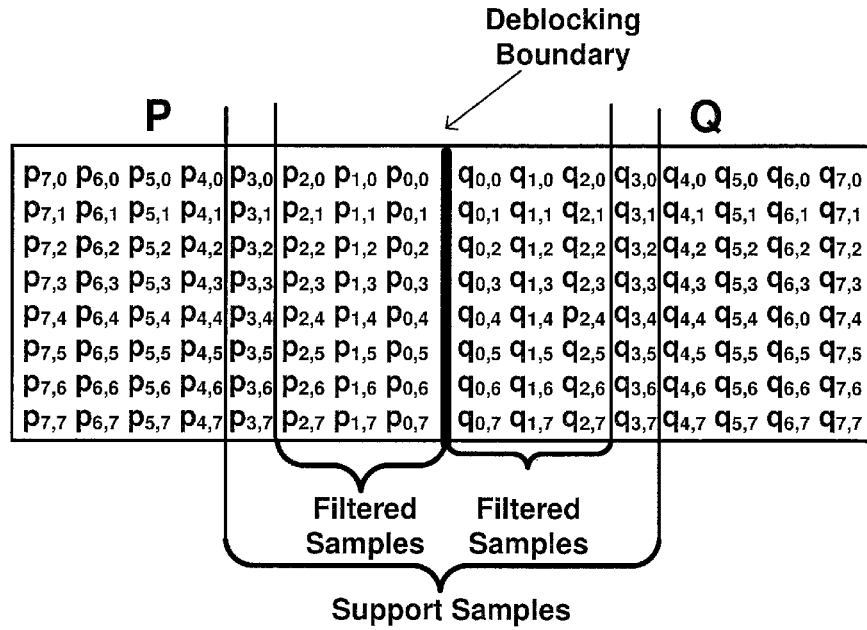 Deblocking
Boundary
P Q
p7,0 p6,0 p5,0 p4,0 p3,0 p2,0 p1,0 p0,0 q0,0 q1,0 q2,0 q3,0 q4,0 q5,0 q6,0 q7,0
p7,1 p6,1 p5,1 p4,1 p3,1 p2,1 p1,1 p0,1 q0,1 q1,1 q2,1 q3,1 q4,1 q5,1 q6,1 q7,1
p7,2 p6,2 p5,2 p4,2 p3,2 p2,2 p1,2 p0,2 q0,2 q1,2 q2,2 q3,2 q4,2 q5,2 q6,2 q7,2
p7,3 p6,3 p5,3 p4,3 p3,3 p2,3 p1,3 p0,3 q0,3 q1,3 q2,3 q3,3 q4,3 q5,3 q6,3 q7,3
p7,4 p6,4 p5,4 p4,4 p3,4 p2,4 p1,4 p0,4 q0,4 q1,4 p2,4 q3,4 q4,4 q5,4 q6,0 q7,4
p7,5 p6,5 p5,5 p4,5 p3,5 p2,5 p1,5 p0,5 q0,5 q1,5 q2,5 q3,5 q4,5 q5,5 q6,5 q7,5
p7,6 p6,6 p5,6 p4,6 p3,6 p2,6 p1,6 p0,6 q0,6 q1,6 q2,6 q3,6 q4,6 q5,6 q6,6 q7,6
p7,7 p6,7 p5,7 p4,7 p3,7 p2,7 p1,7 p0,7 q0,7 q1,7 q2,7 q3,7 q4,7 q5,7 q6,7 q7,7
Filtered Filtered
Samples Samples
Support Samples